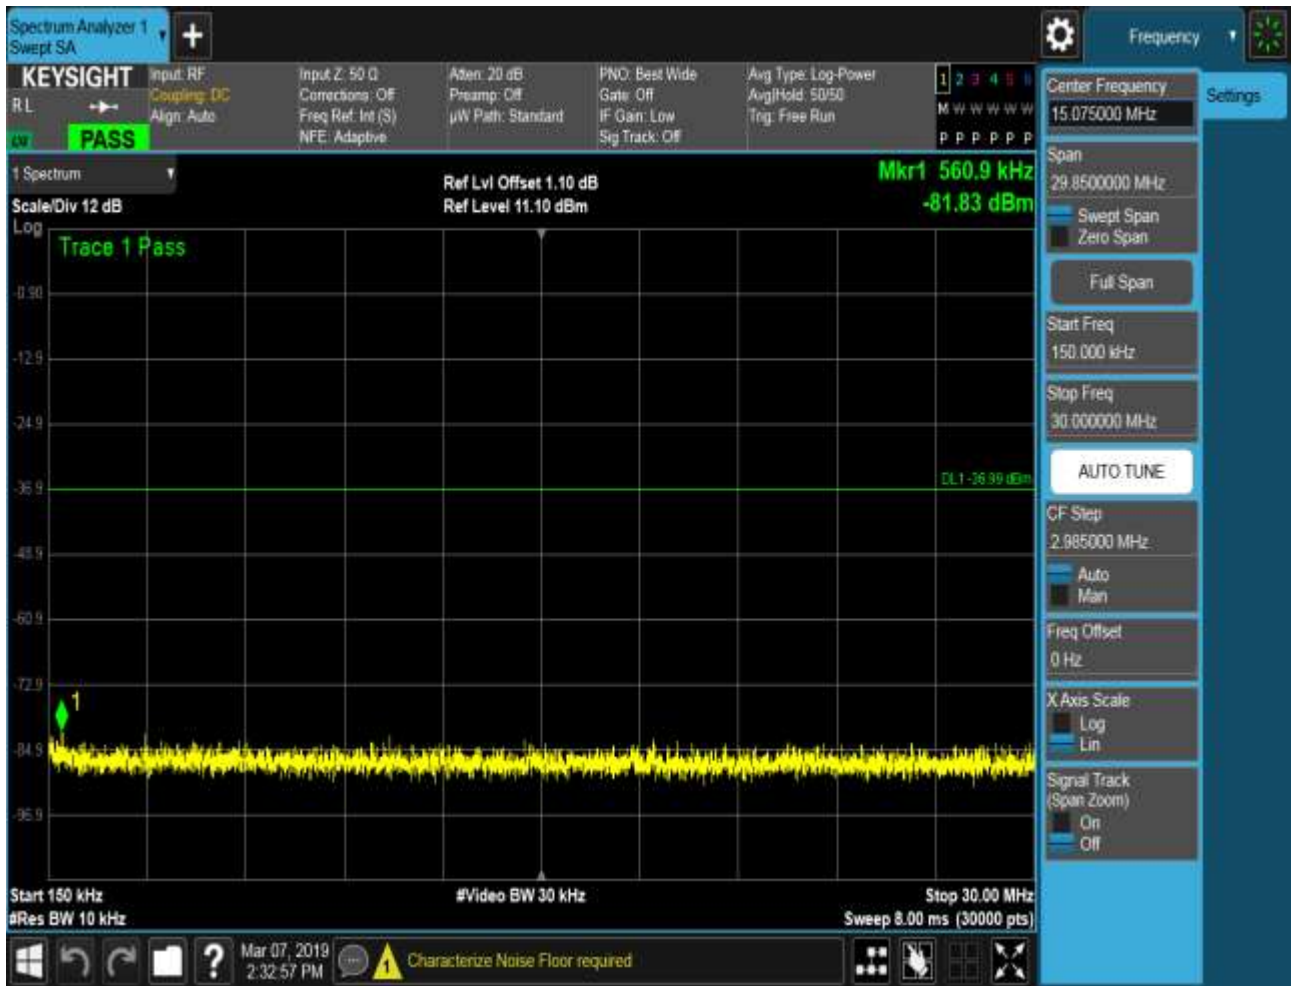 Spectrum Analyzer 1
Swept SA
Frequency
KEYSIGHT
R L
PASS
Input: RF
Coupling: DC
Align: Auto
Input Z: 50 Ω
Corrections: Off
Freq Ref: Int (S)
NFE: Adaptive
Atten: 20 dB
Preamp: Off
µW Path: Standard
PNO: Best Wide
Gate: Off
IF Gain: Low
Sig Track: Off
Avg Type: Log-Power
Avg|Hold: 50/50
Trig: Free Run
1 2 3 4 5 6
M W W W W W
P P P P P P
1 Spectrum
Scale/Div 12 dB
Log
Ref Lvl Offset 1.10 dB
Ref Level 11.10 dBm
Mkr1 560.9 kHz
-81.83 dBm
Trace 1 Pass
-0.90
-12.9
-24.9
-36.9
DL1 -36.99 dBm
-48.9
-60.9
-72.9
1
-84.9
-96.9
Start 150 kHz
#Video BW 30 kHz
Stop 30.00 MHz
#Res BW 10 kHz
Sweep 8.00 ms (30000 pts)
Center Frequency
15.075000 MHz
Settings
Span
29.8500000 MHz
Swept Span
Zero Span
Full Span
Start Freq
150.000 kHz
Stop Freq
30.000000 MHz
AUTO TUNE
CF Step
2.985000 MHz
Auto
Man
Freq Offset
0 Hz
X Axis Scale
Log
Lin
Signal Track
(Span Zoom)
On
Off
?
Mar 07, 2019
2:32:57 PM
1
Characterize Noise Floor required